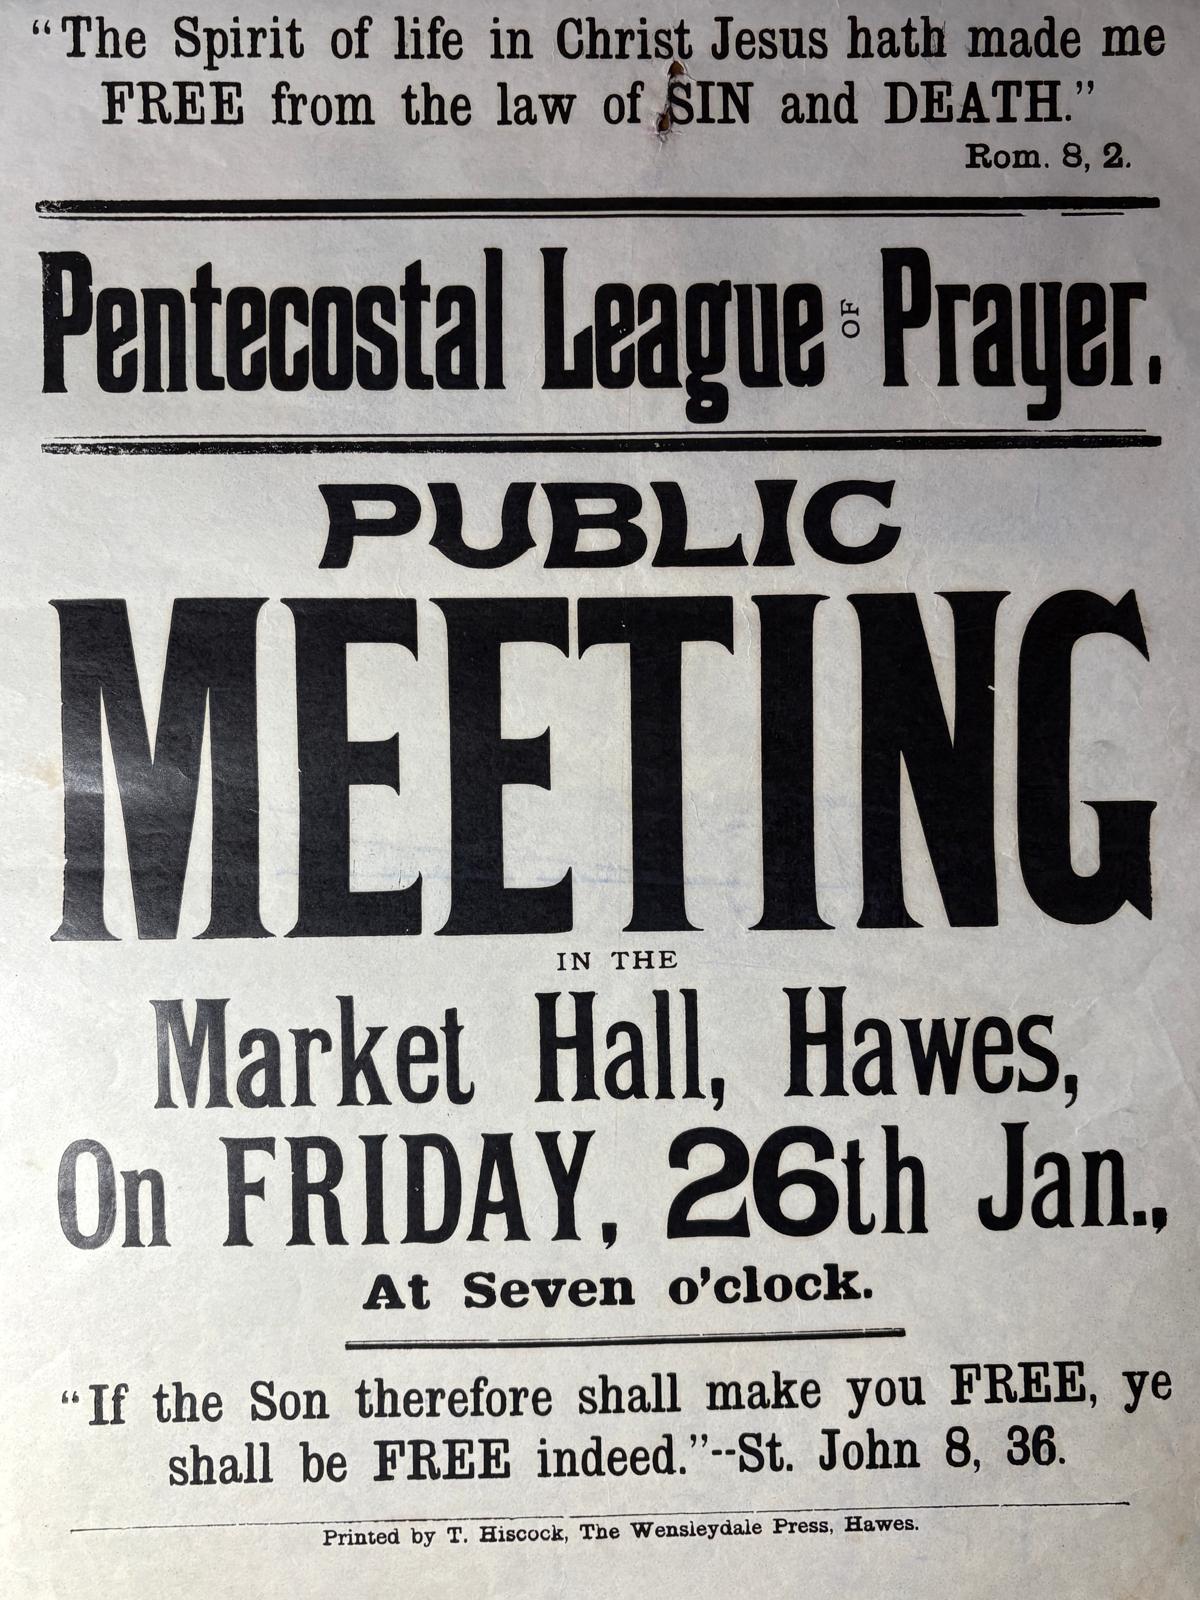 “The Spirit of life in Christ Jesus hath made me
FREE from the law of SIN and DEATH.”
Rom. 8, 2.
Pentecostal League OF Prayer.
PUBLIC
MEETING
IN THE
Market Hall, Hawes,
On FRIDAY, 26th Jan.,
At Seven o'clock.
“If the Son therefore shall make you FREE, ye
shall be FREE indeed.”--St. John 8, 36.
Printed by T. Hiscock, The Wensleydale Press, Hawes.